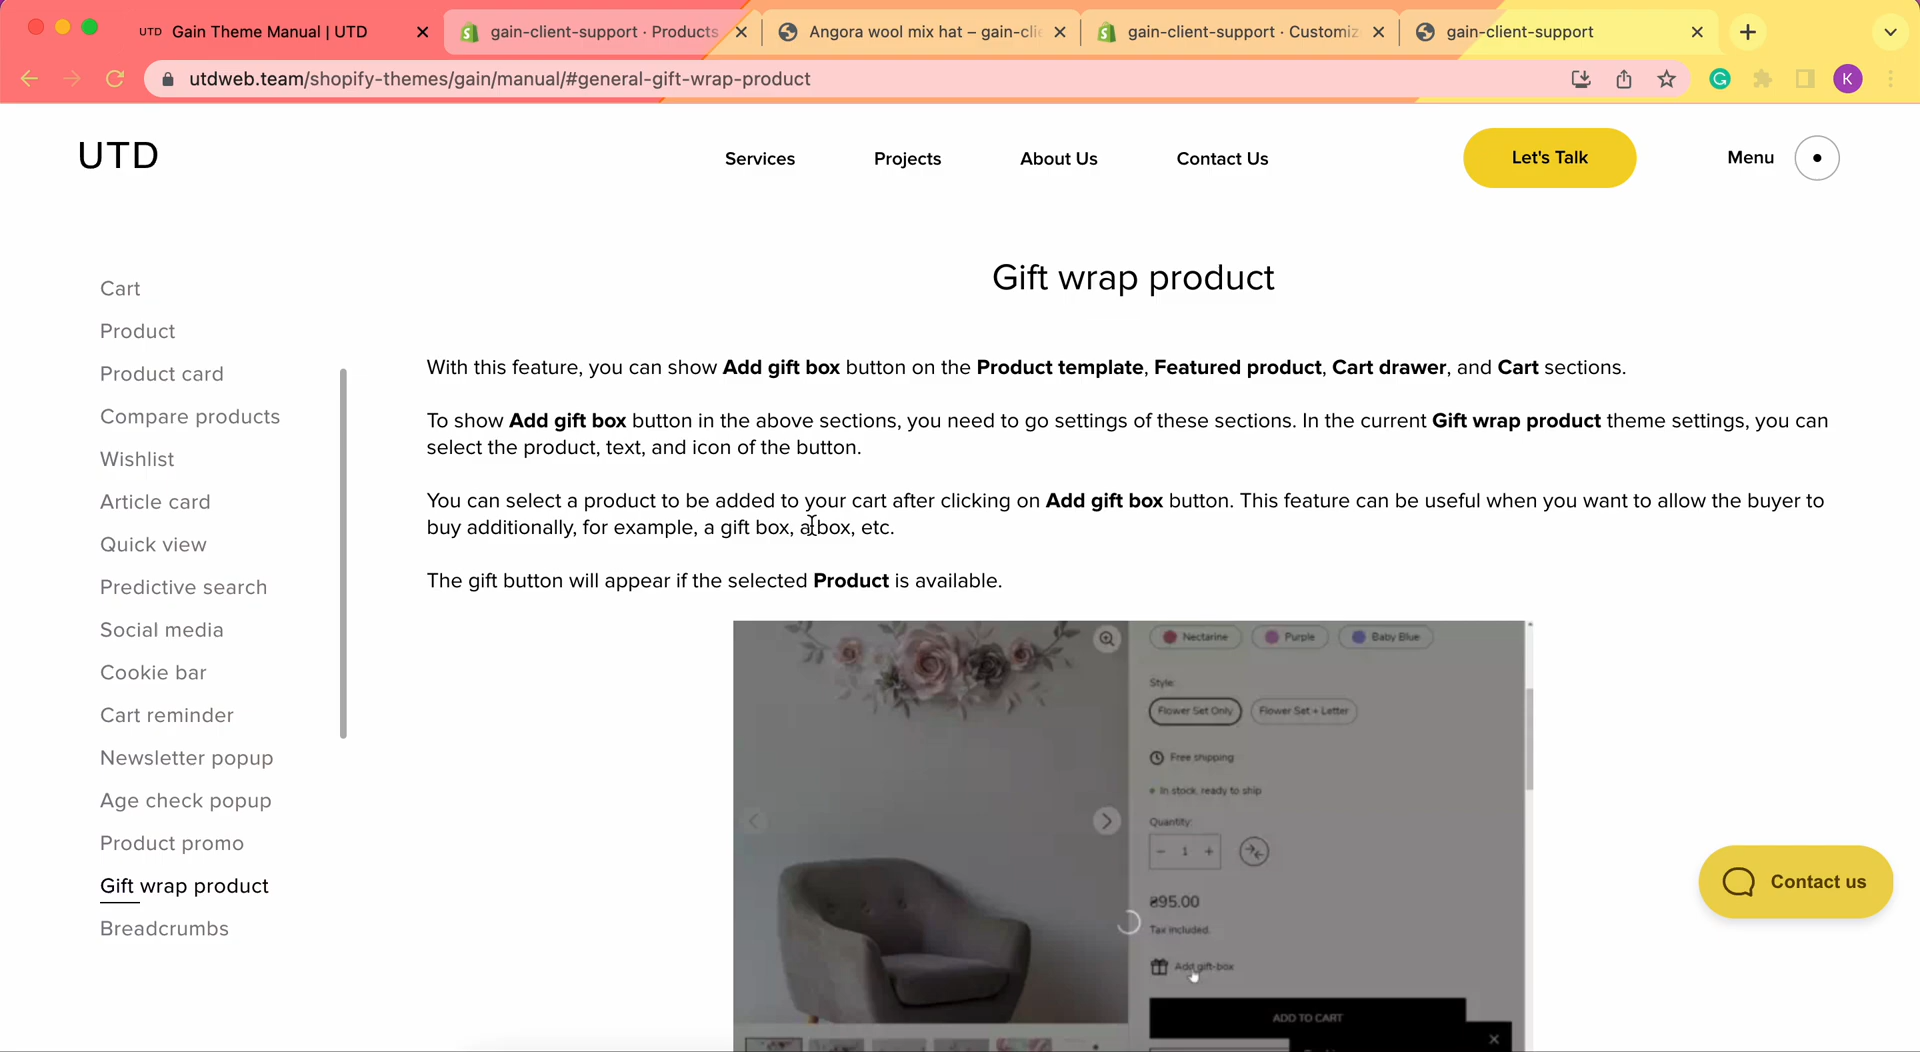 UTD Gain Theme Manual | UTD
gain-client-support · Products
Angora wool mix hat – gain-clie
gain-client-support · Customiz
gain-client-support
utdweb.team/shopify-themes/gain/manual/#general-gift-wrap-product
K
UTD
Services
Projects
About Us
Contact Us
Let's Talk
Menu
Cart
Product
Product card
Compare products
Wishlist
Article card
Quick view
Predictive search
Social media
Cookie bar
Cart reminder
Newsletter popup
Age check popup
Product promo
Gift wrap product
Breadcrumbs
Gift wrap product
With this feature, you can show Add gift box button on the Product template, Featured product, Cart drawer, and Cart sections.
To show Add gift box button in the above sections, you need to go settings of these sections. In the current Gift wrap product theme settings, you can
select the product, text, and icon of the button.
You can select a product to be added to your cart after clicking on Add gift box button. This feature can be useful when you want to allow the buyer to
buy additionally, for example, a gift box, a box, etc.
The gift button will appear if the selected Product is available.
Nectarine
Purple
Baby Blue
Style:
Flower Set Only
Flower Set + Letter
Free shipping
In stock, ready to ship
Quantity:
− 1 +
₴95.00
Tax included.
Add gift-box
ADD TO CART
Contact us